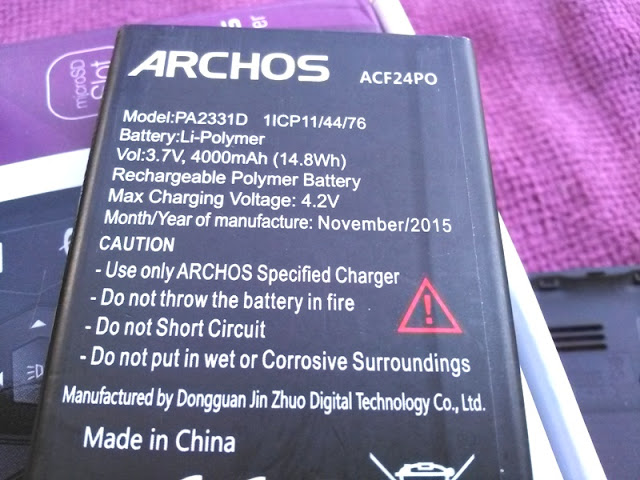 ARCHOS ACF24PO
Model:PA2331D 1ICP11/44/76
Battery:Li-Polymer
Vol:3.7V, 4000mAh (14.8Wh)
Rechargeable Polymer Battery
Max Charging Voltage: 4.2V
Month/Year of manufacture: November/2015
CAUTION
- Use only ARCHOS Specified Charger
- Do not throw the battery in fire
- Do not Short Circuit
- Do not put in wet or Corrosive Surroundings
Manufactured by Dongguan Jin Zhuo Digital Technology Co., Ltd.
Made in China
microSD
slot